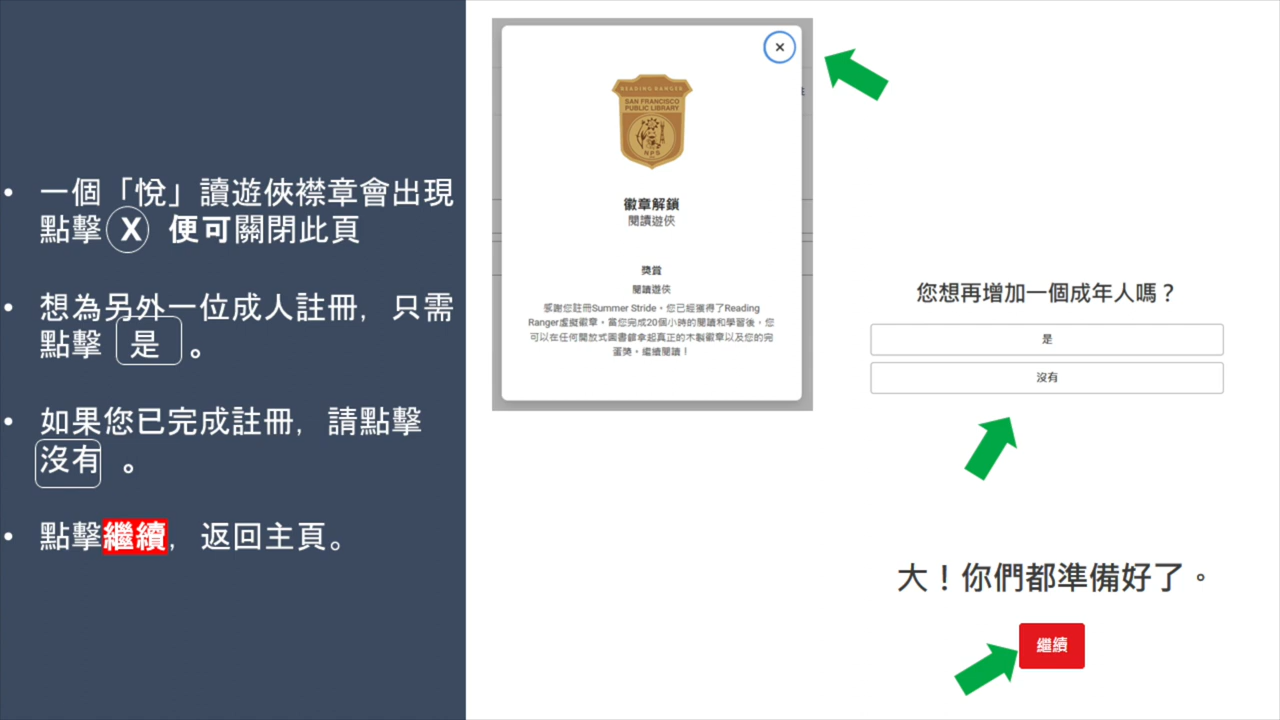 一個「悅」讀遊俠襟章會出現
點擊 X 便可關閉此頁
想為另外一位成人註冊，只需
點擊 是 。
如果您已完成註冊，請點擊
沒有 。
點擊繼續，返回主頁。
×
READING RANGER
SAN FRANCISCO
PUBLIC LIBRARY
NPS
徽章解鎖
閱讀遊俠
獎賞
閱讀遊俠
感謝您註冊Summer Stride。您已經獲得了Reading
Ranger虛擬徽章。當您完成20個小時的閱讀和學習後，您
可以在任何開放式圖書館拿起真正的木製徽章以及您的完
蛋獎。繼續閱讀！
您想再增加一個成年人嗎？
是
沒有
大！你們都準備好了。
繼續